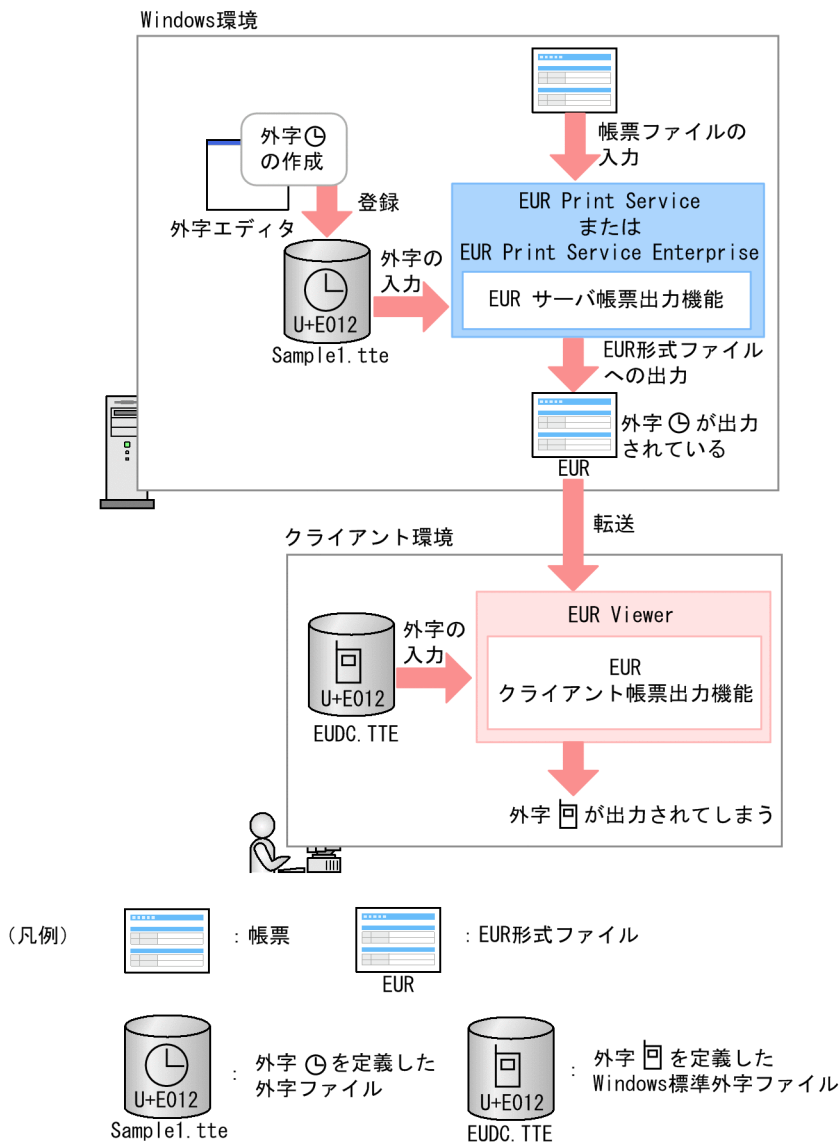 Windows環境
外字
の作成
帳票ファイルの
入力
外字エディタ
登録
EUR Print Service
または
EUR Print Service Enterprise
EUR サーバ帳票出力機能
外字の
入力
U+E012
Sample1.tte
EUR形式ファイル
への出力
外字 が出力
されている
EUR
転送
クライアント環境
EUR Viewer
EUR
クライアント帳票出力機能
外字の
入力
U+E012
EUDC.TTE
外字 が出力されてしまう
（凡例）
：帳票
：EUR形式ファイル
EUR
U+E012
Sample1.tte
：外字 を定義した
外字ファイル
U+E012
EUDC.TTE
：外字 を定義した
Windows標準外字ファイル